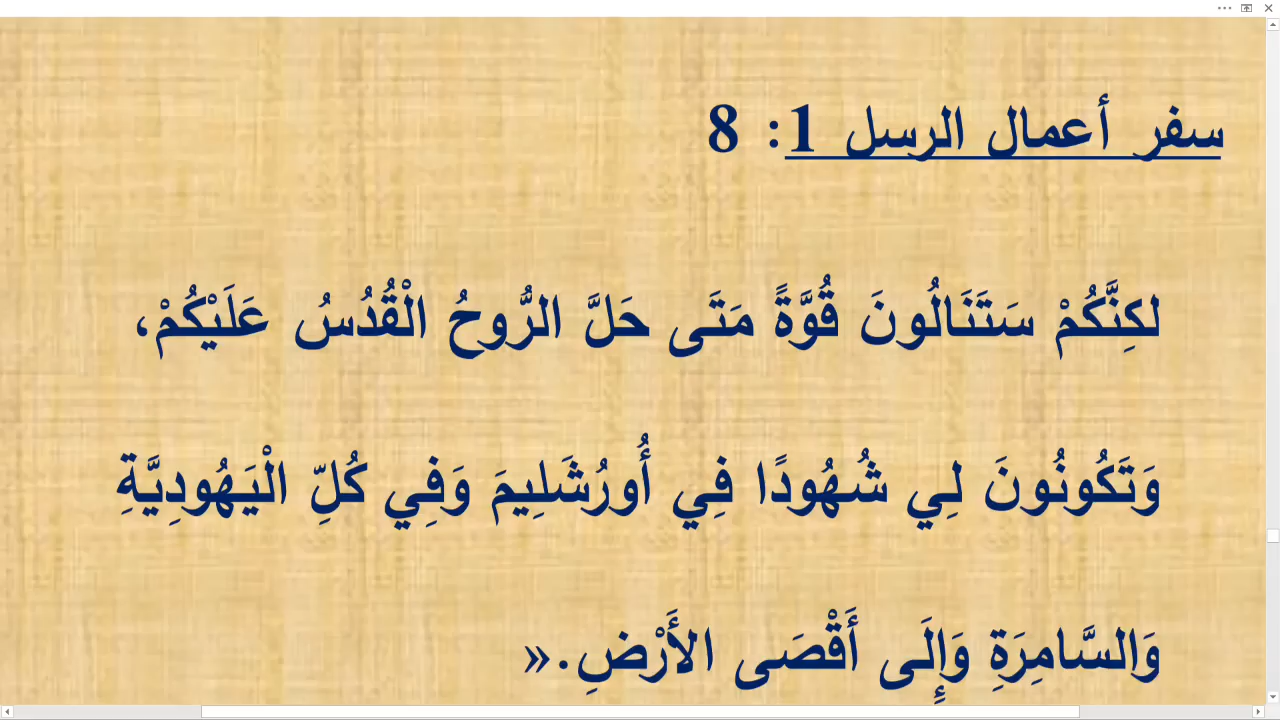 سفر أعمال الرسل 1: 8
لكِنَّكُمْ سَتَنَالُونَ قُوَّةً مَتَى حَلَّ الرُّوحُ الْقُدُسُ عَلَيْكُمْ،
وَتَكُونُونَ لِي شُهُودًا فِي أُورُشَلِيمَ وَفِي كُلِّ الْيَهُودِيَّةِ
وَالسَّامِرَةِ وَإِلَى أَقْصَى الأَرْضِ.»